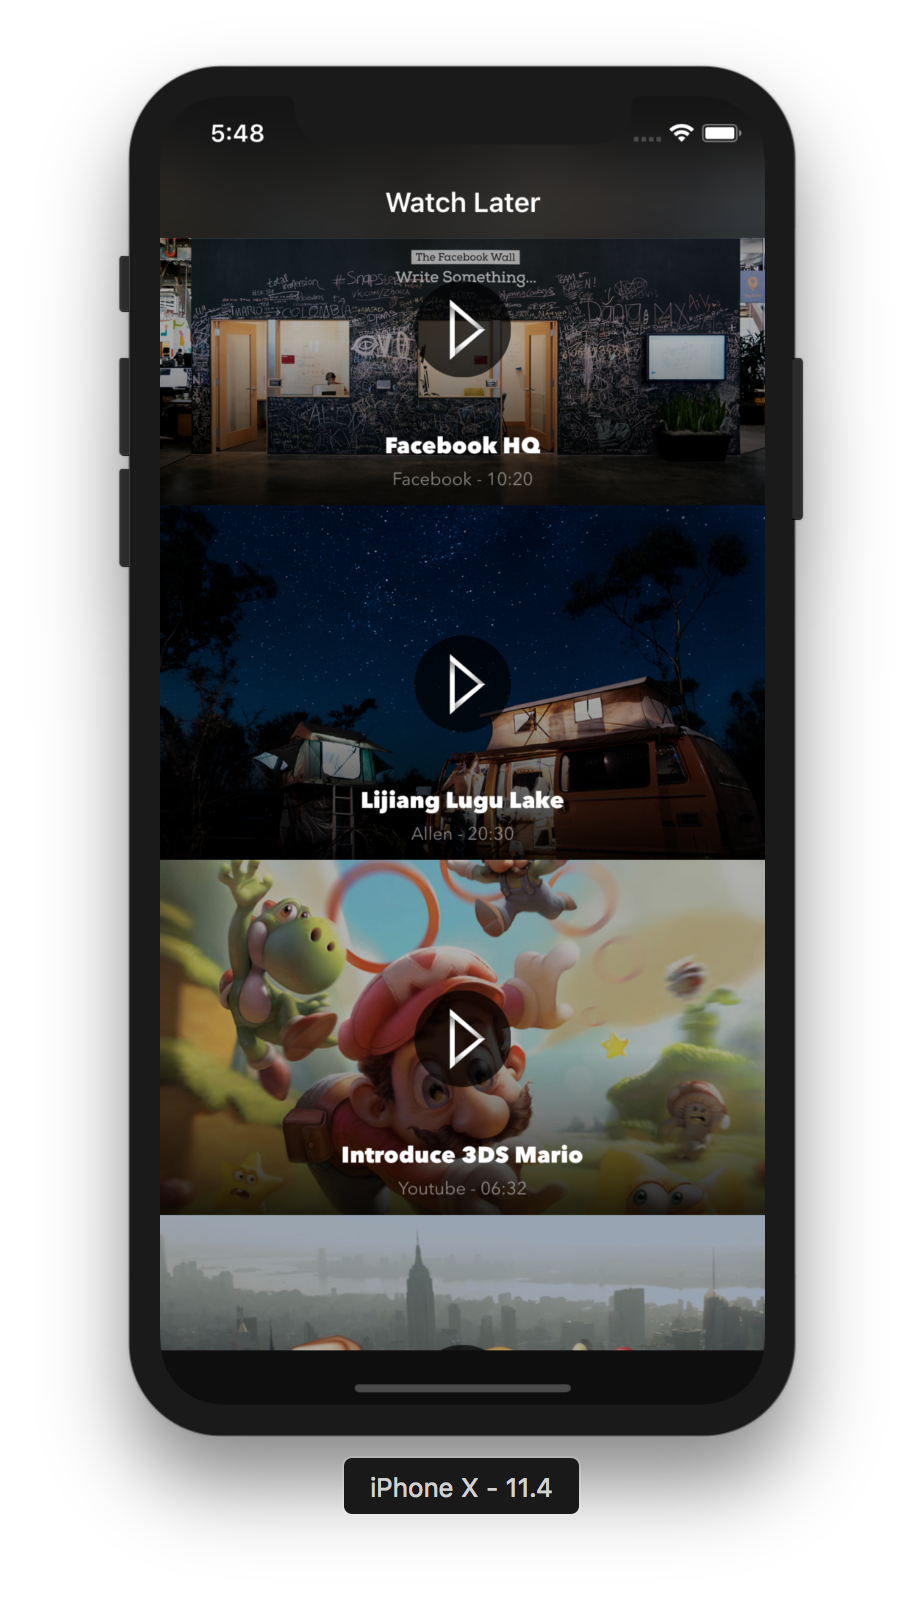 5:48
Watch Later
The Facebook Wall
Write Something...
Facebook HQ
Facebook - 10:20
Lijiang Lugu Lake
Allen - 20:30
Introduce 3DS Mario
Youtube - 06:32
iPhone X - 11.4